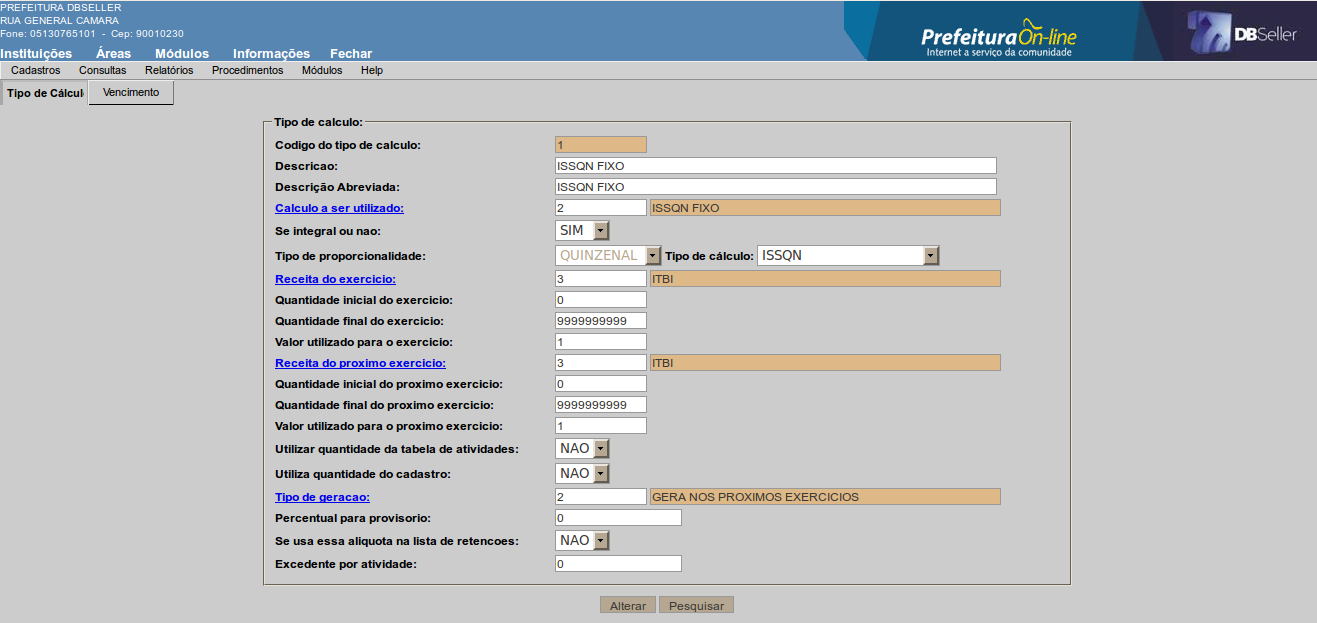 PREFEITURA DBSELLER
RUA GENERAL CAMARA
Fone: 05130765101 - Cep: 90010230
Prefeitura On-line
Internet a serviço da comunidade
DBSeller
Instituições Áreas Módulos Informações Fechar
Cadastros Consultas Relatórios Procedimentos Módulos Help
Tipo de Cálcul Vencimento
Tipo de calculo:
Codigo do tipo de calculo: 1
Descricao: ISSQN FIXO
Descrição Abreviada: ISSQN FIXO
Calculo a ser utilizado: 2 ISSQN FIXO
Se integral ou nao: SIM
Tipo de proporcionalidade: QUINZENAL Tipo de cálculo: ISSQN
Receita do exercicio: 3 ITBI
Quantidade inicial do exercicio: 0
Quantidade final do exercicio: 9999999999
Valor utilizado para o exercicio: 1
Receita do proximo exercicio: 3 ITBI
Quantidade inicial do proximo exercicio: 0
Quantidade final do proximo exercicio: 9999999999
Valor utilizado para o proximo exercicio: 1
Utilizar quantidade da tabela de atividades: NAO
Utiliza quantidade do cadastro: NAO
Tipo de geracao: 2 GERA NOS PROXIMOS EXERCICIOS
Percentual para provisorio: 0
Se usa essa aliquota na lista de retencoes: NAO
Excedente por atividade: 0
Alterar Pesquisar